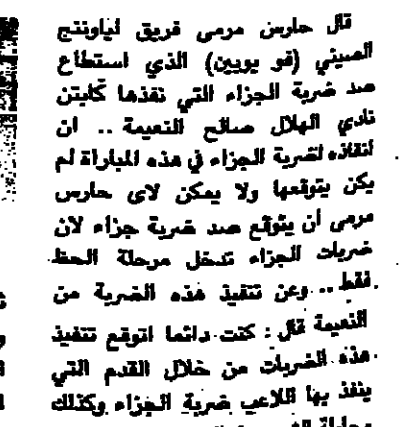 قال حارس مرمى فريق لياوننج
الصيني (فو يويين) الذي استطاع
صد ضربة الجزاء التي نفذها كابتن
نادي الهلال صالح النعيمة .. ان
انقاذه لضربة الجزاء في هذه المباراة لم
يكن يتوقعها ولا يمكن لاى حارس
مرمى أن يتوقع صد ضربة جزاء لان
ضربات الجزاء تدخل مرحلة الحظ
فقط .. وعن تنفيذ هذه الضربة من
النعيمة قال : كنت دائما اتوقع تنفيذ
هذه الضربات من خلال القدم التي
ينفذ بها اللاعب ضربة الجزاء وكذلك